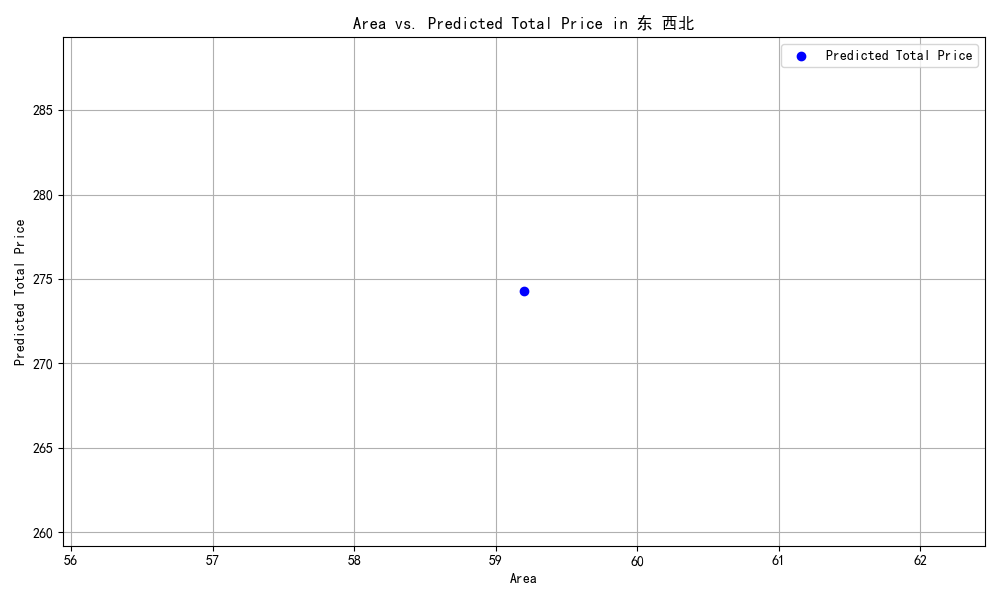 Area vs. Predicted Total Price in 东 西北
Predicted Total Price
285
280
275
270
265
260
Predicted Total Price
56 57 58 59 60 61 62
Area